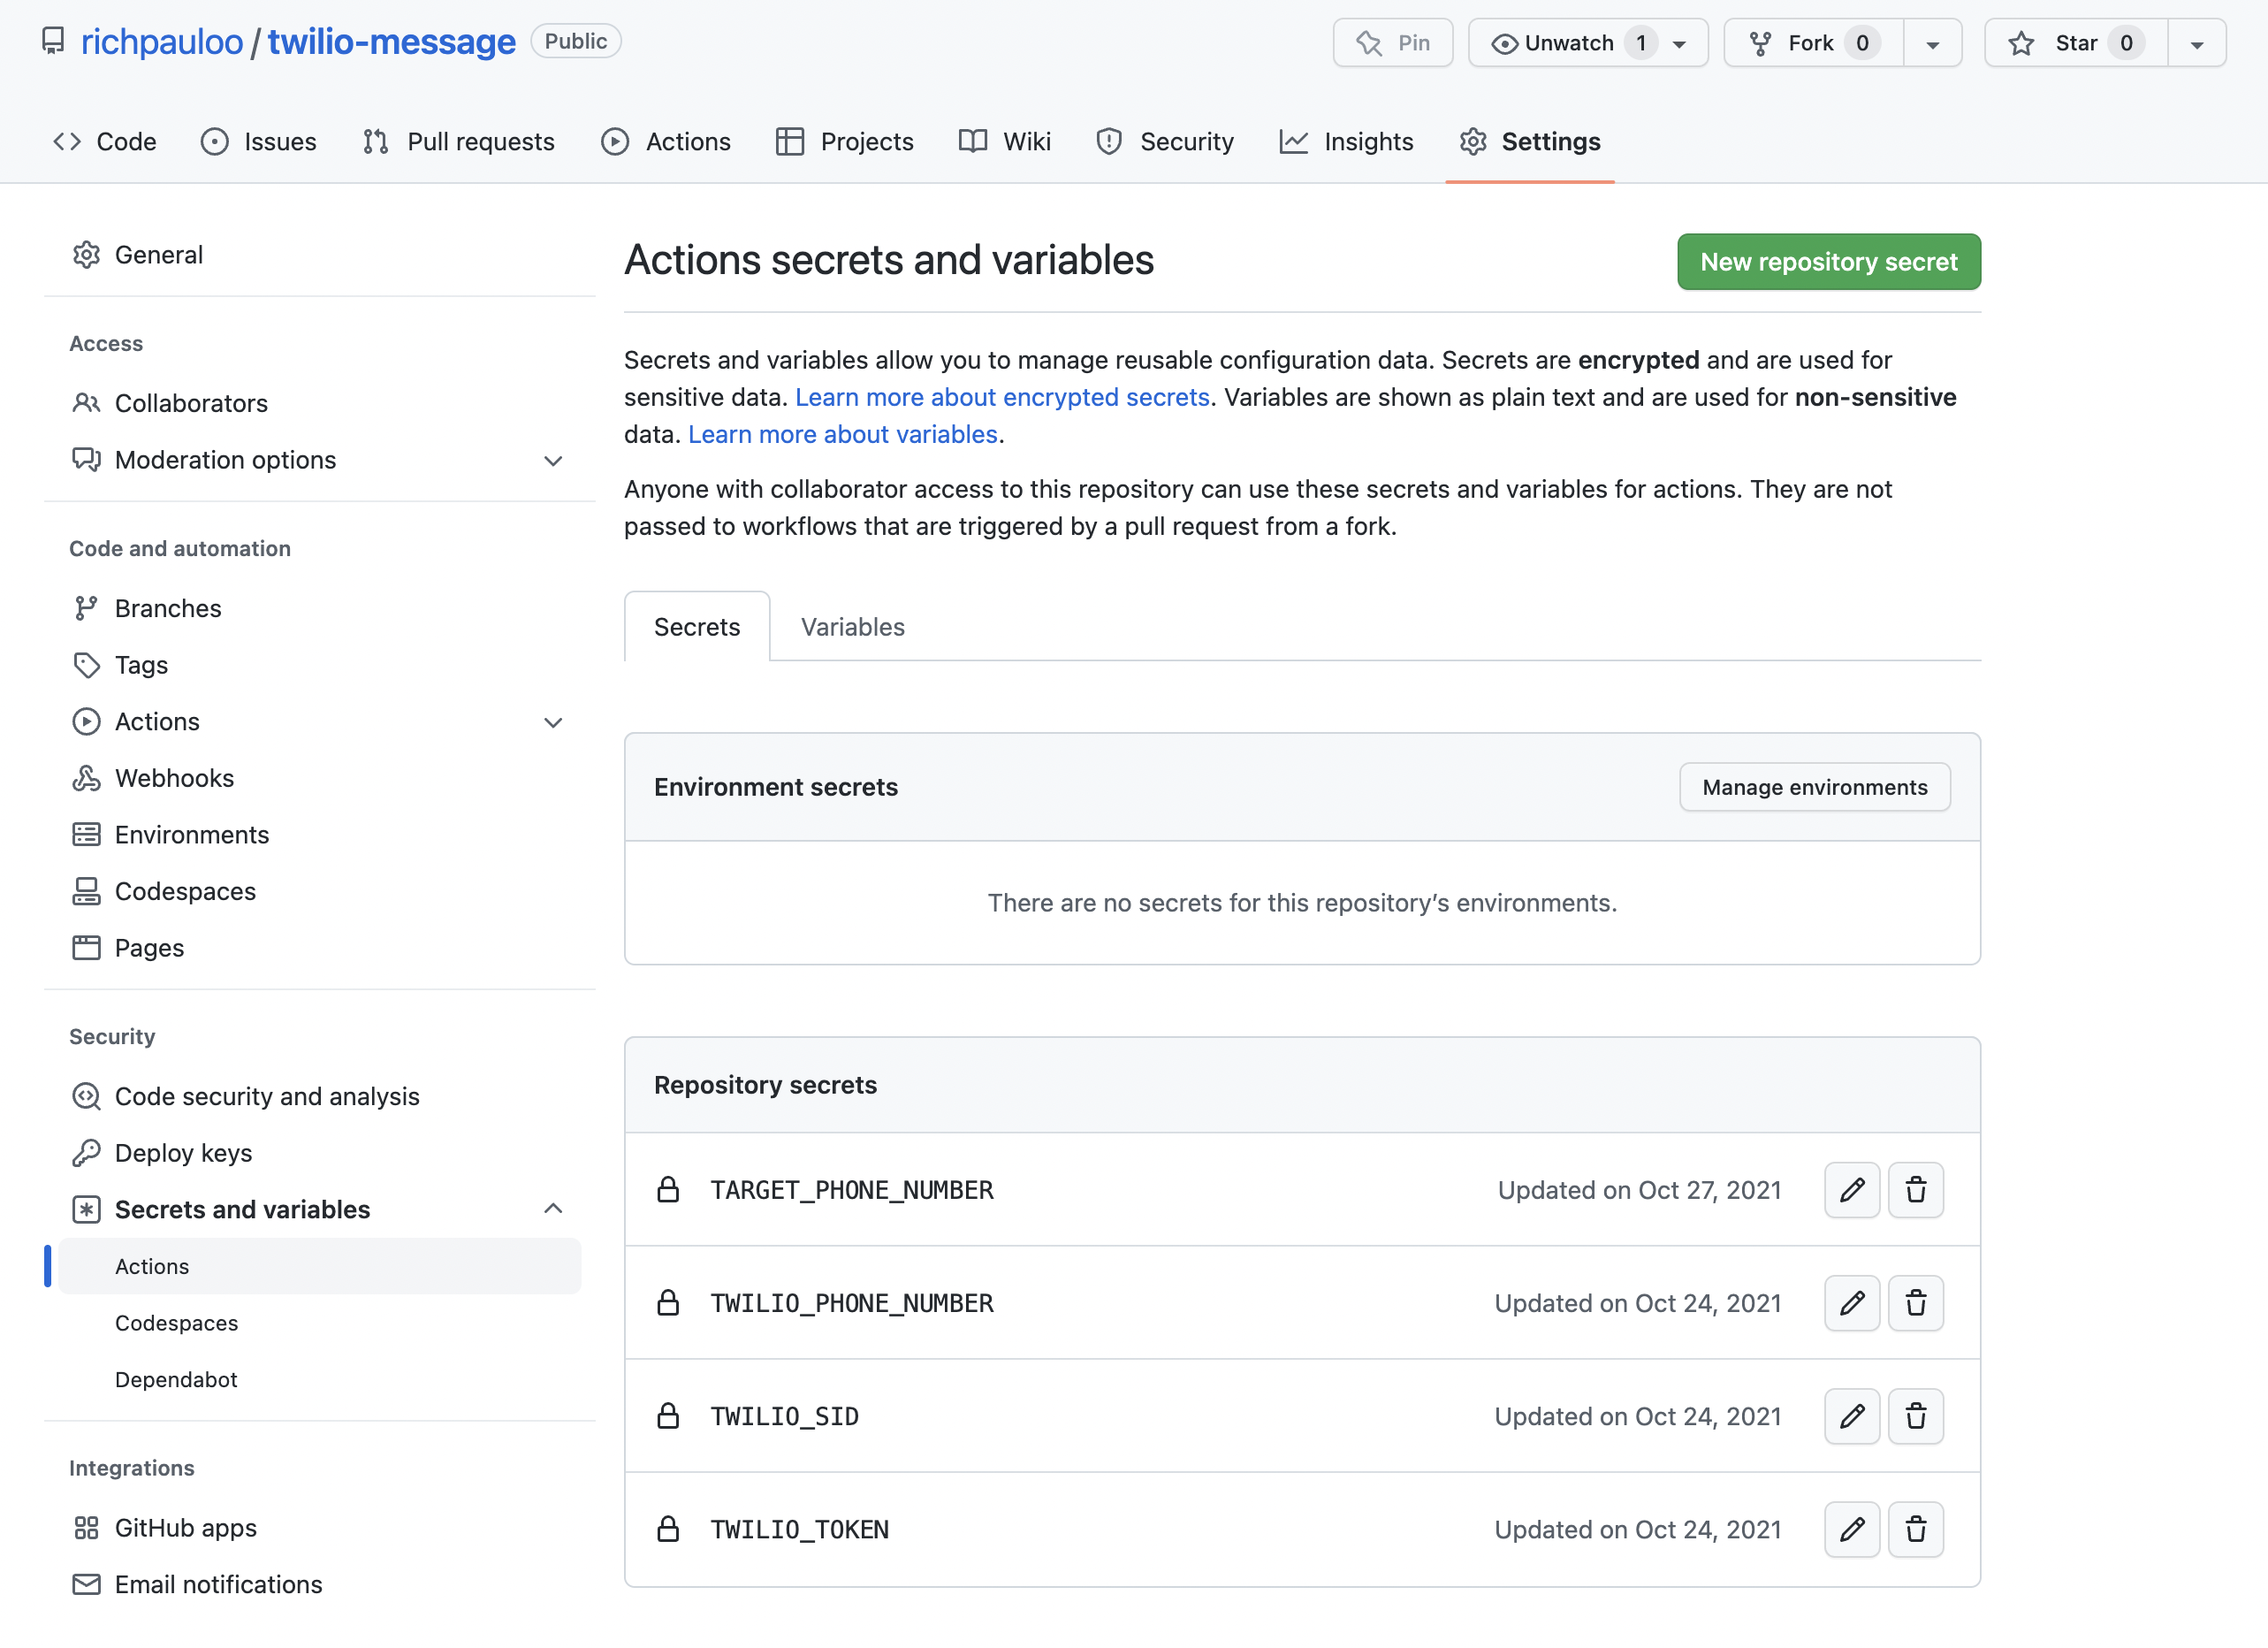 richpauloo / twilio-message Public Pin Unwatch 1 Fork 0 Star 0
Code Issues Pull requests Actions Projects Wiki Security Insights Settings
General
Access
Collaborators
Moderation options
Code and automation
Branches
Tags
Actions
Webhooks
Environments
Codespaces
Pages
Security
Code security and analysis
Deploy keys
Secrets and variables
Actions
Codespaces
Dependabot
Integrations
GitHub apps
Email notifications
Actions secrets and variables New repository secret
Secrets and variables allow you to manage reusable configuration data. Secrets are encrypted and are used for
sensitive data. Learn more about encrypted secrets. Variables are shown as plain text and are used for non-sensitive
data. Learn more about variables.
Anyone with collaborator access to this repository can use these secrets and variables for actions. They are not
passed to workflows that are triggered by a pull request from a fork.
Secrets Variables
Environment secrets Manage environments
There are no secrets for this repository’s environments.
Repository secrets
TARGET_PHONE_NUMBER Updated on Oct 27, 2021
TWILIO_PHONE_NUMBER Updated on Oct 24, 2021
TWILIO_SID Updated on Oct 24, 2021
TWILIO_TOKEN Updated on Oct 24, 2021